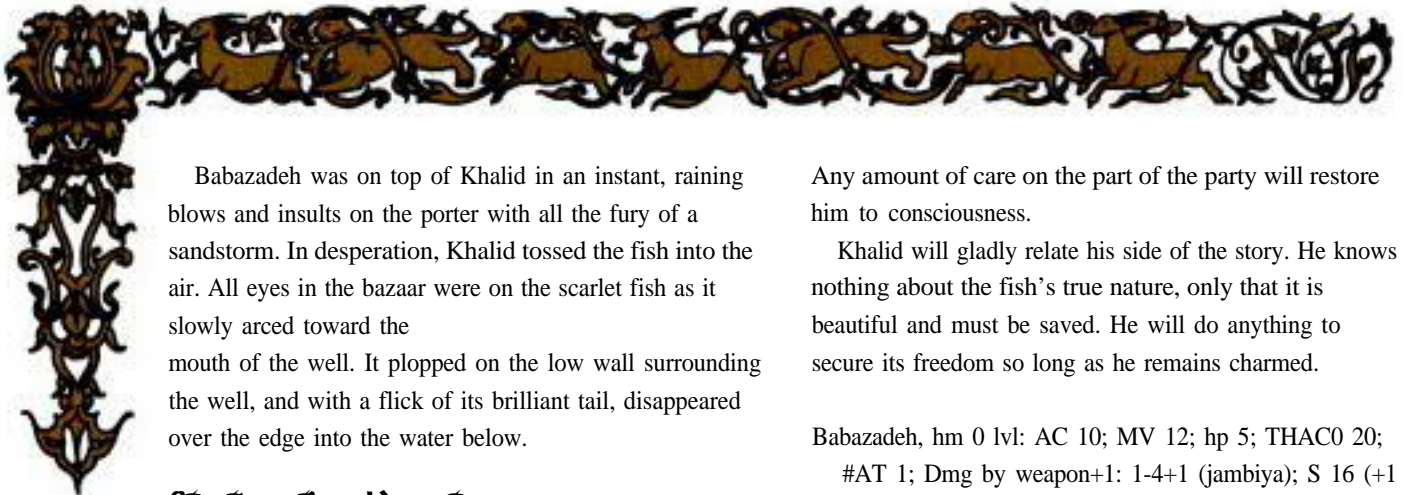 Babazadeh was on top of Khalid in an instant, raining
blows and insults on the porter with all the fury of a
sandstorm. In desperation, Khalid tossed the fish into the
air. All eyes in the bazaar were on the scarlet fish as it
slowly arced toward the
mouth of the well. It plopped on the low wall surrounding
the well, and with a flick of its brilliant tail, disappeared
over the edge into the water below.
Any amount of care on the part of the party will restore
him to consciousness.
Khalid will gladly relate his side of the story. He knows
nothing about the fish’s true nature, only that it is
beautiful and must be saved. He will do anything to
secure its freedom so long as he remains charmed.
Babazadeh, hm 0 lvl: AC 10; MV 12; hp 5; THAC0 20;
#AT 1; Dmg by weapon+1: 1-4+1 (jambiya); S 16 (+1